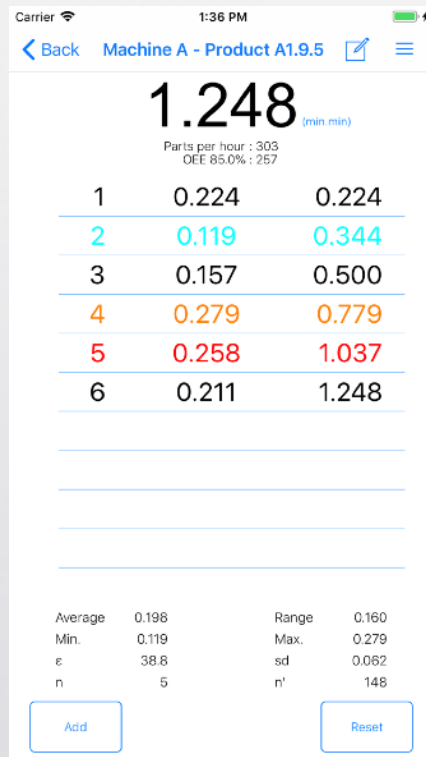 Carrier 1:36 PM
Back Machine A - Product A1.9.5
1.248 (min.min)
Parts per hour : 303
OEE 85.0% : 257
1 0.224 0.224
2 0.119 0.344
3 0.157 0.500
4 0.279 0.779
5 0.258 1.037
6 0.211 1.248
Average 0.198 Range 0.160
Min. 0.119 Max. 0.279
ε 38.8 sd 0.062
n 5 n' 148
Add Reset